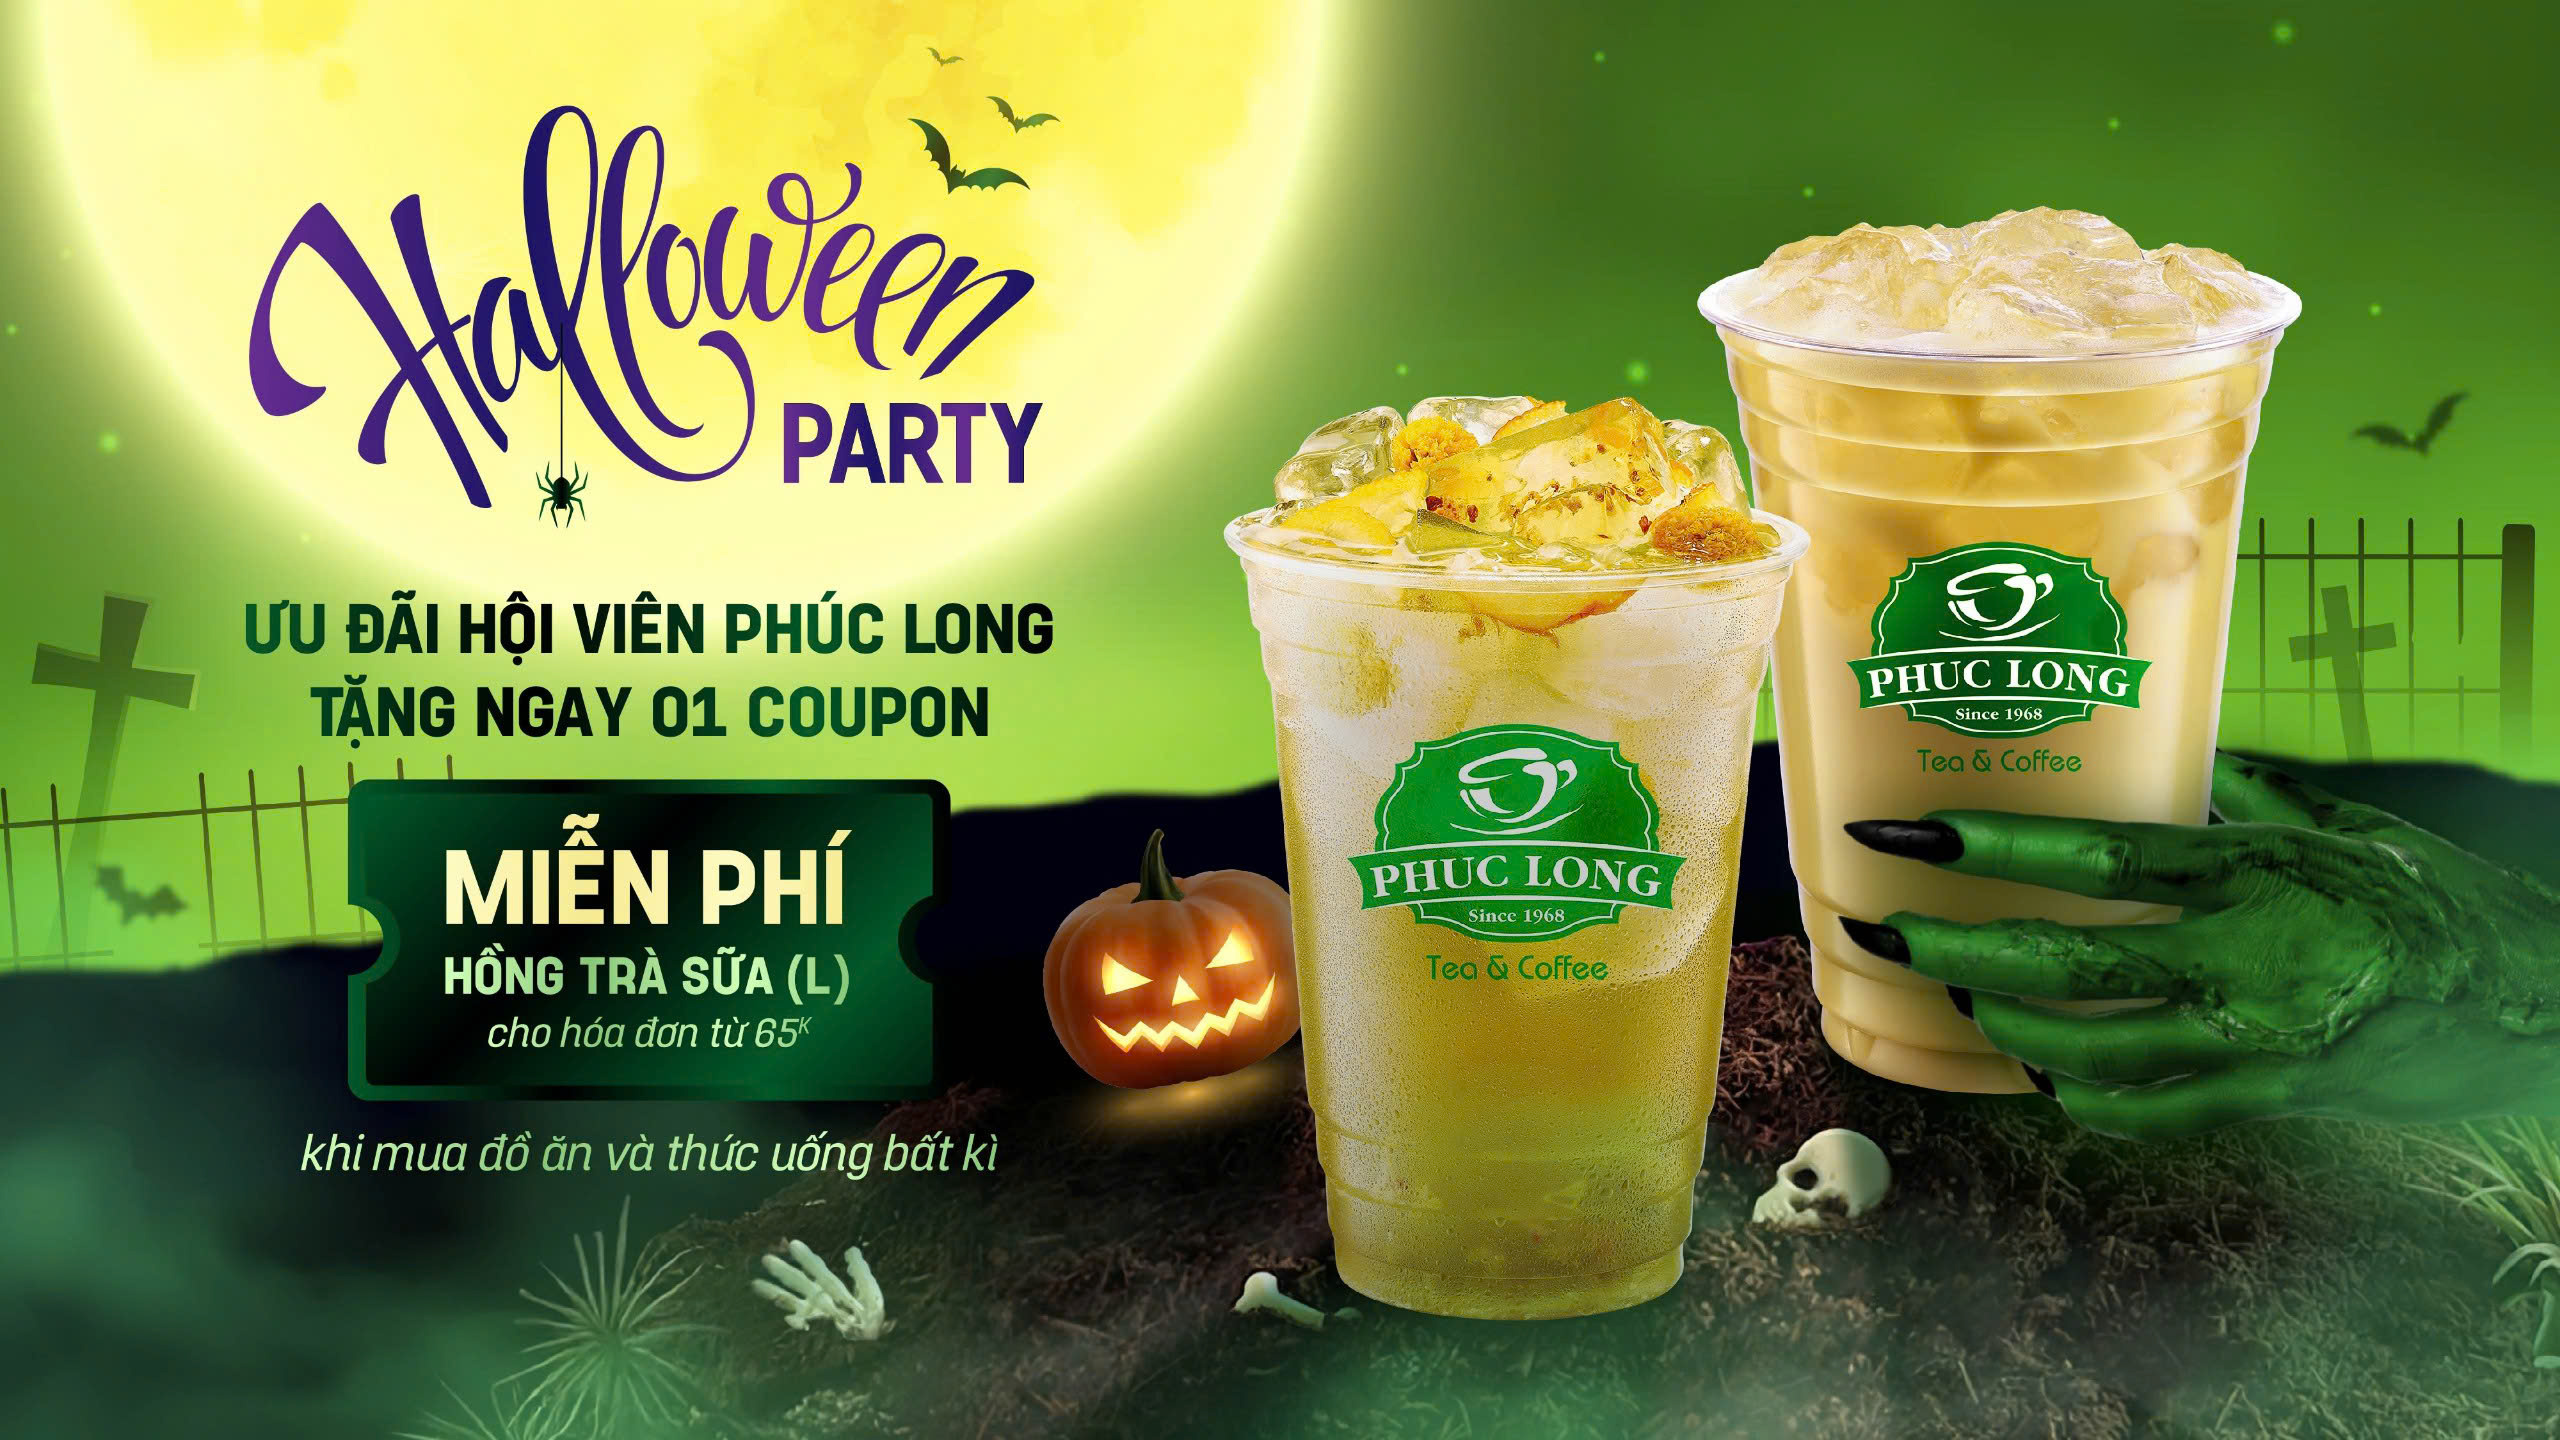 Halloween
PARTY
ƯU ĐÃI HỘI VIÊN PHÚC LONG
TẶNG NGAY 01 COUPON
MIỄN PHÍ
HỒNG TRÀ SỮA (L)
cho hóa đơn từ 65K
khi mua đồ ăn và thức uống bất kì
PHUC LONG
Since 1968
Tea & Coffee
PHUC LONG
Since 1968
Tea & Coffee